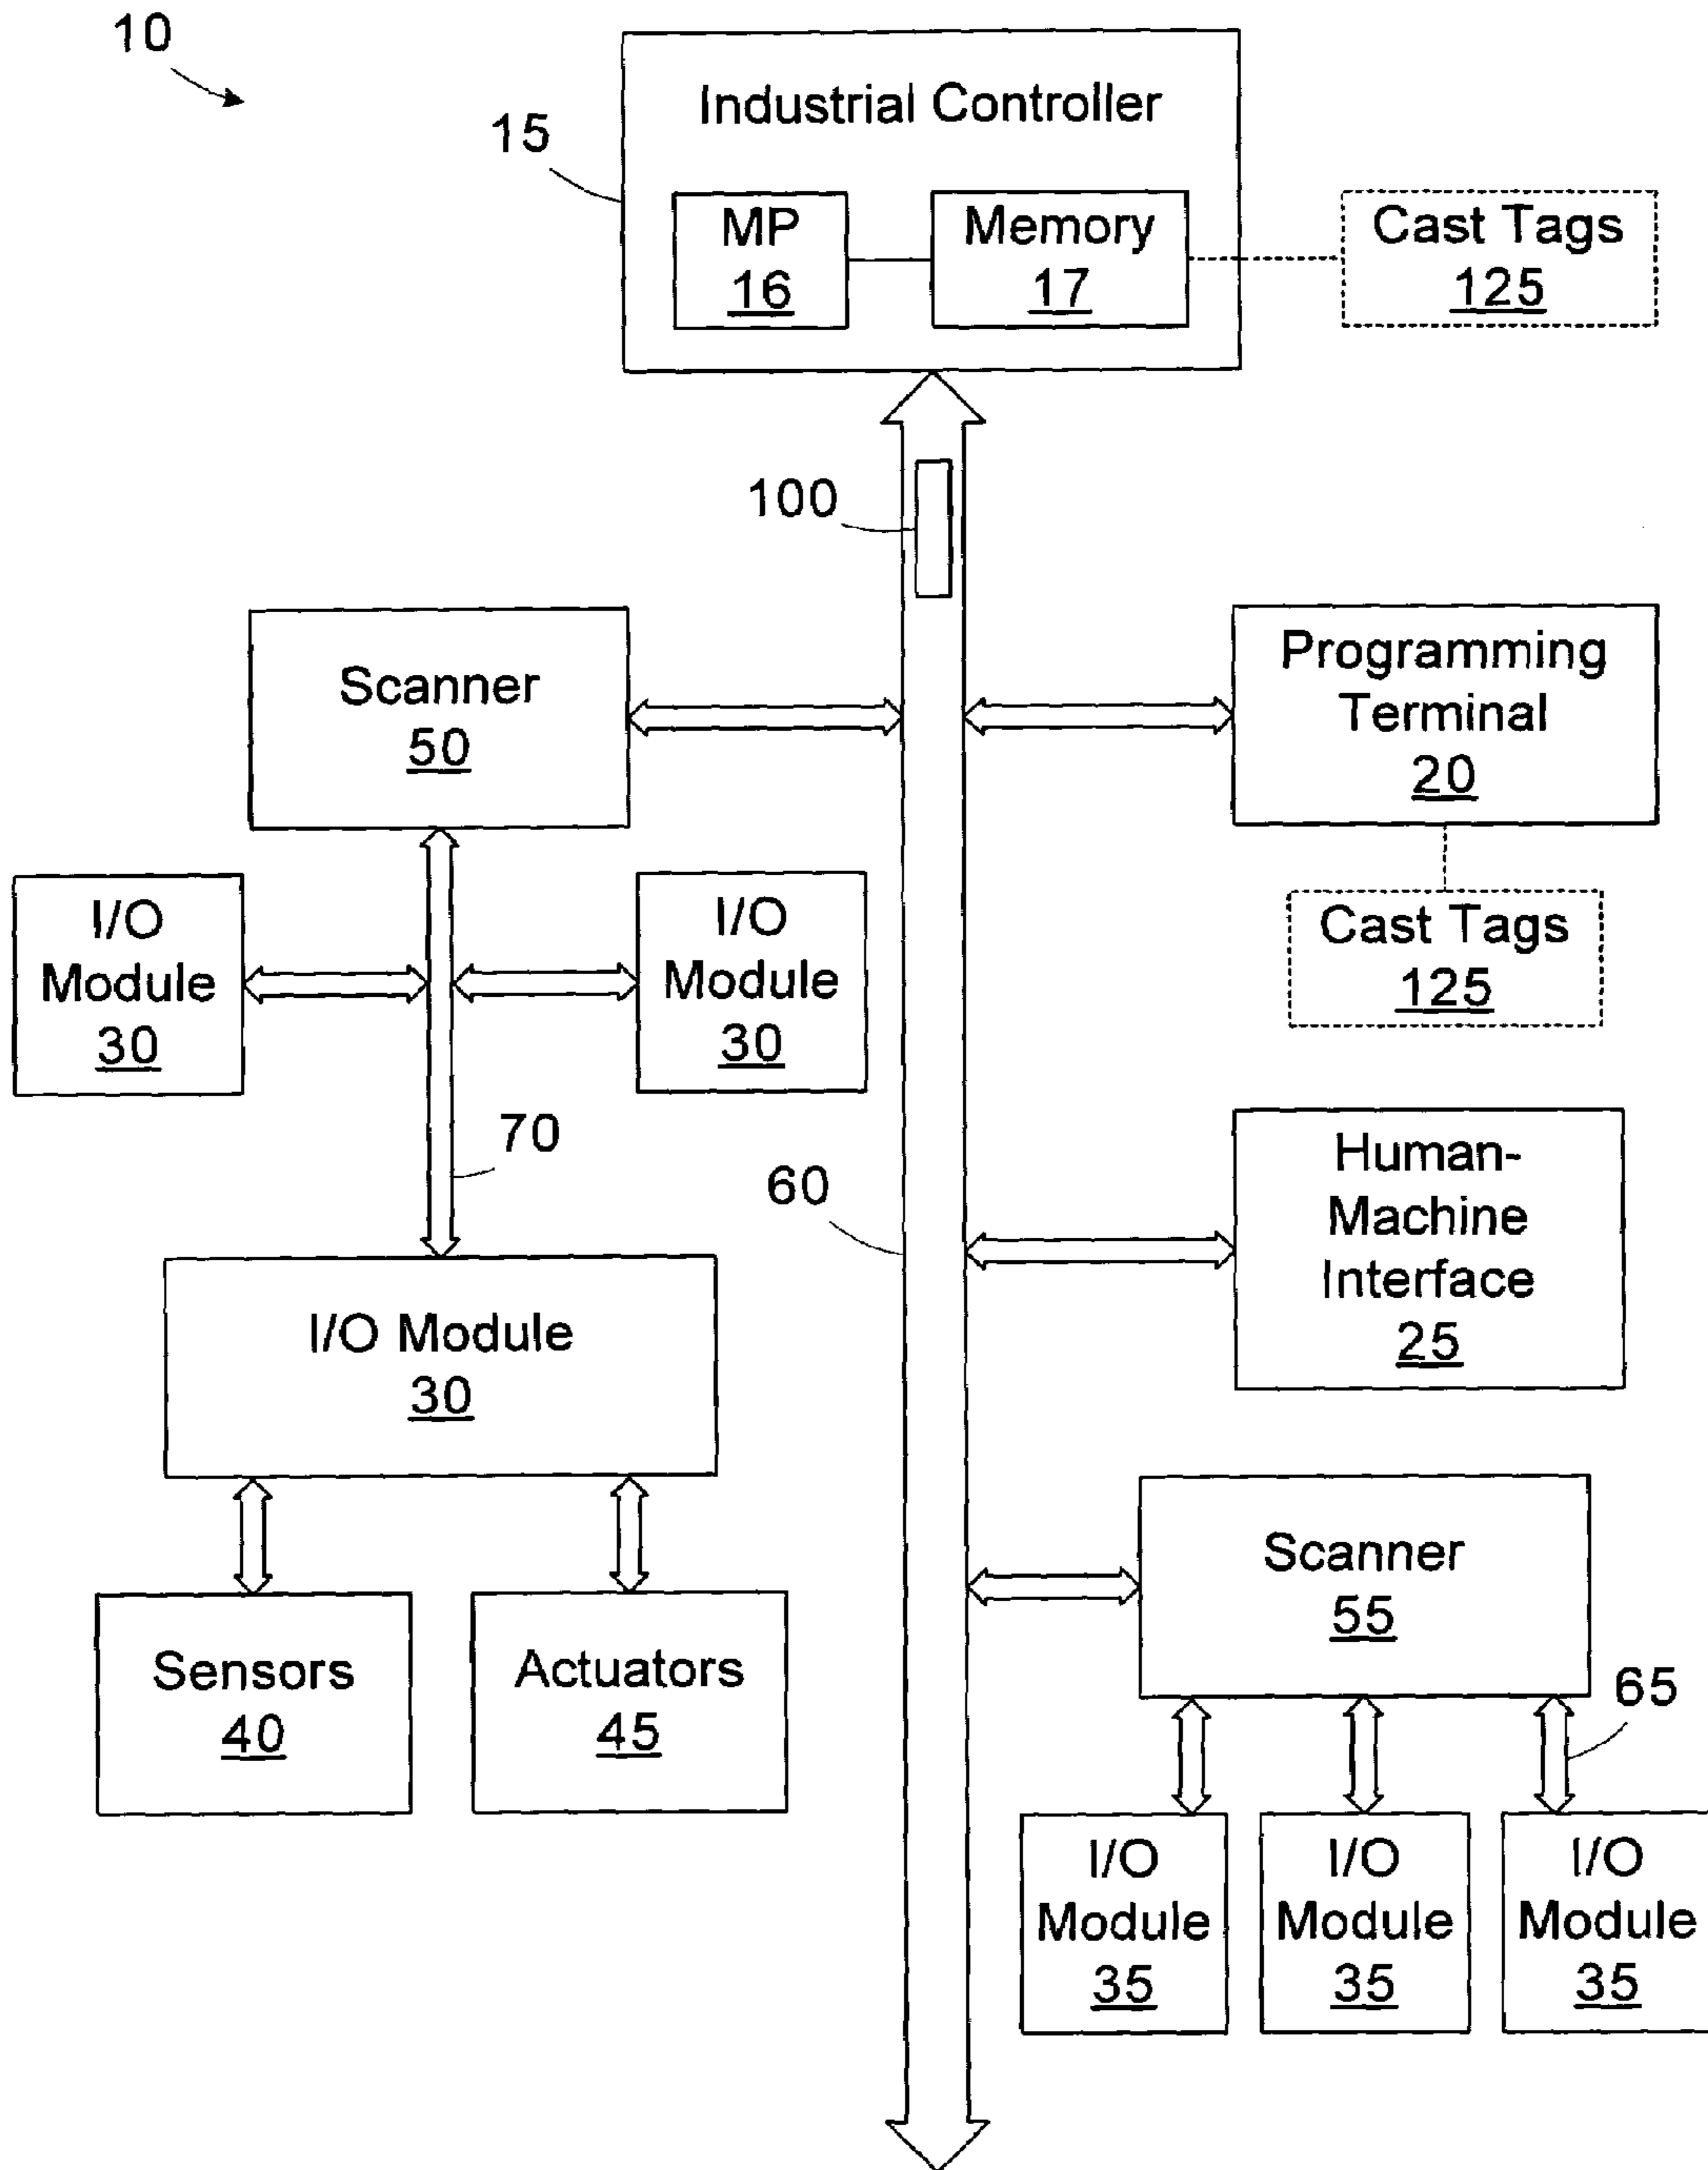 10
Industrial Controller
15
MP
16
Memory
17
Cast Tags
125
100
Scanner
50
Programming
Terminal
20
Cast Tags
125
I/O
Module
30
I/O
Module
30
70
60
Human-
Machine
Interface
25
I/O Module
30
Scanner
55
65
Sensors
40
Actuators
45
I/O
Module
35
I/O
Module
35
I/O
Module
35